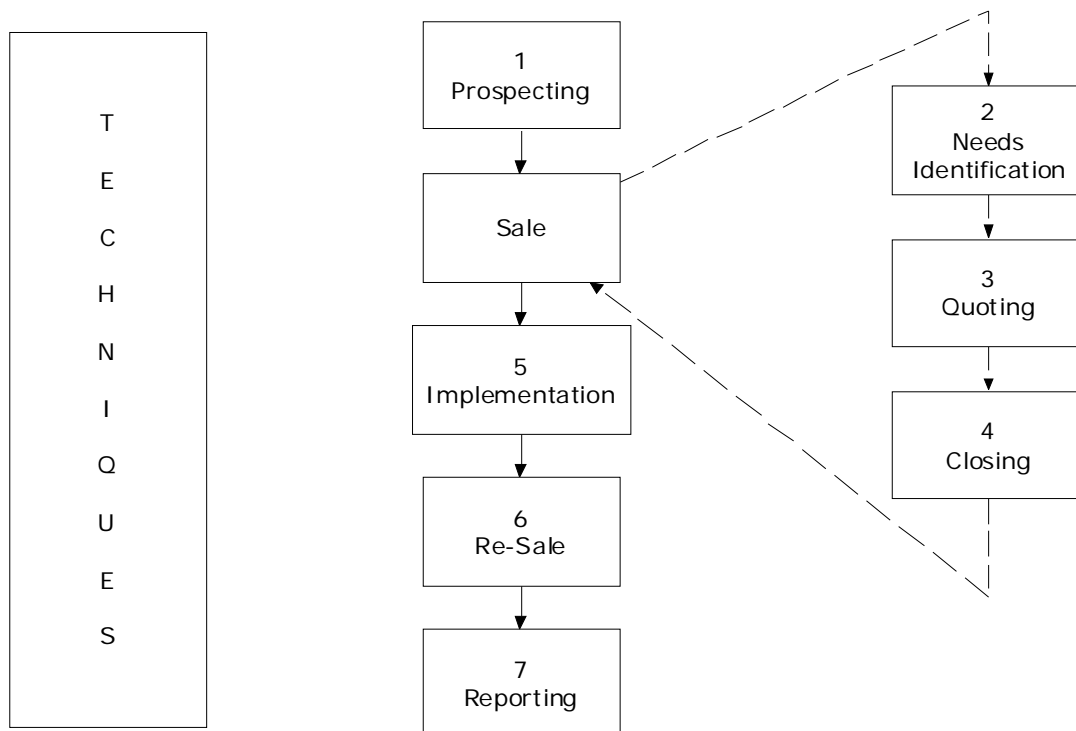 T
E
C
H
N
I
Q
U
E
S
1
Prospecting
Sale
2
Needs
Identification
3
Quoting
4
Closing
5
Implementation
6
Re-Sale
7
Reporting